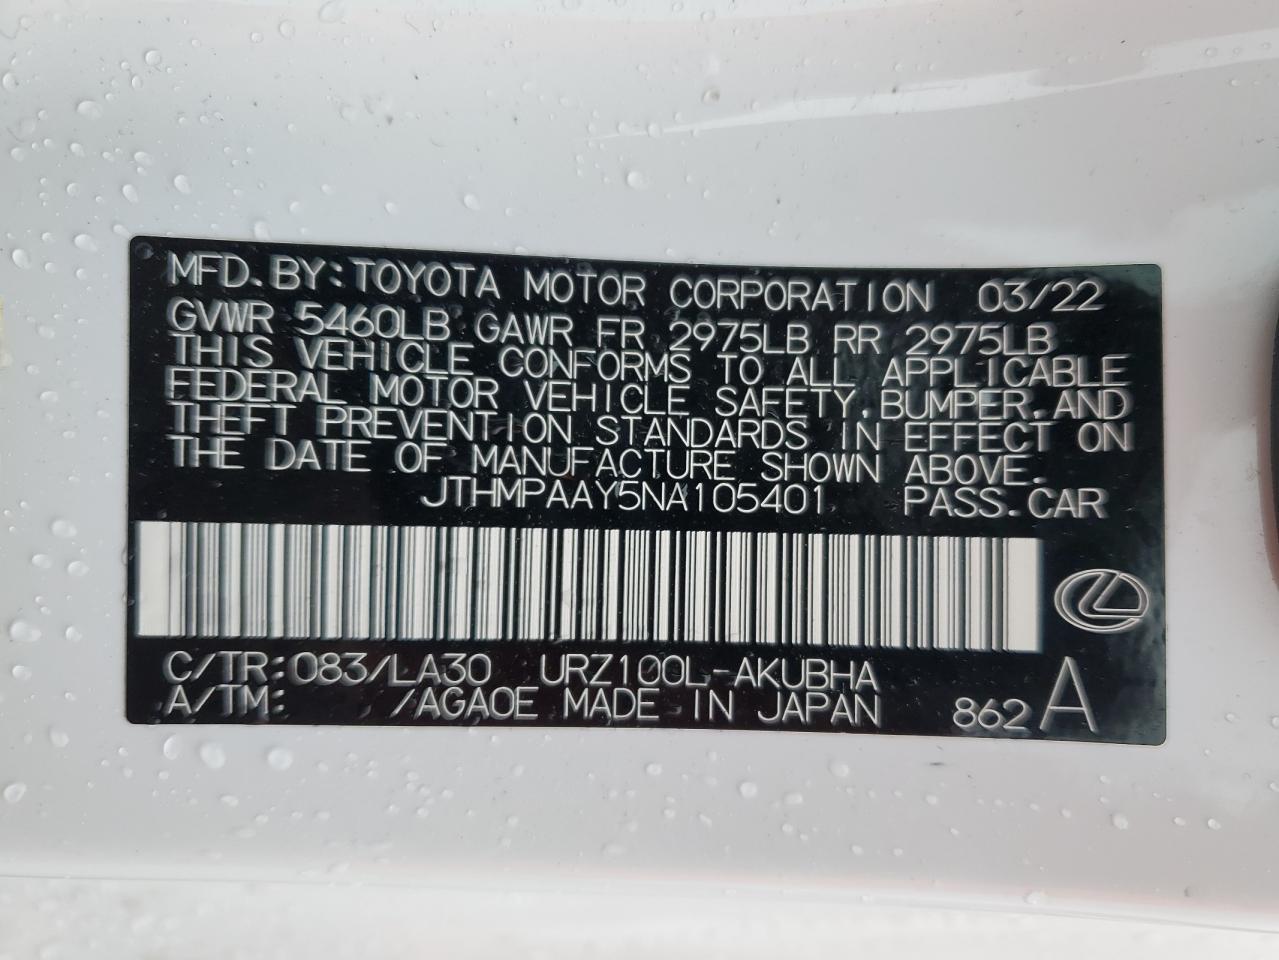 MFD. BY: TOYOTA MOTOR CORPORATION 03/22
GVWR 5460LB GAWR FR 2975LB RR 2975LB
THIS VEHICLE CONFORMS TO ALL APPLICABLE
FEDERAL MOTOR VEHICLE SAFETY, BUMPER, AND
THEFT PREVENTION STANDARDS IN EFFECT ON
THE DATE OF MANUFACTURE SHOWN ABOVE.
JTHMPAAY5NA105401 PASS. CAR
C/TR: 083/LA30 URZ100L-AKUBHA
A/TM: /AGA0E MADE IN JAPAN 862 A